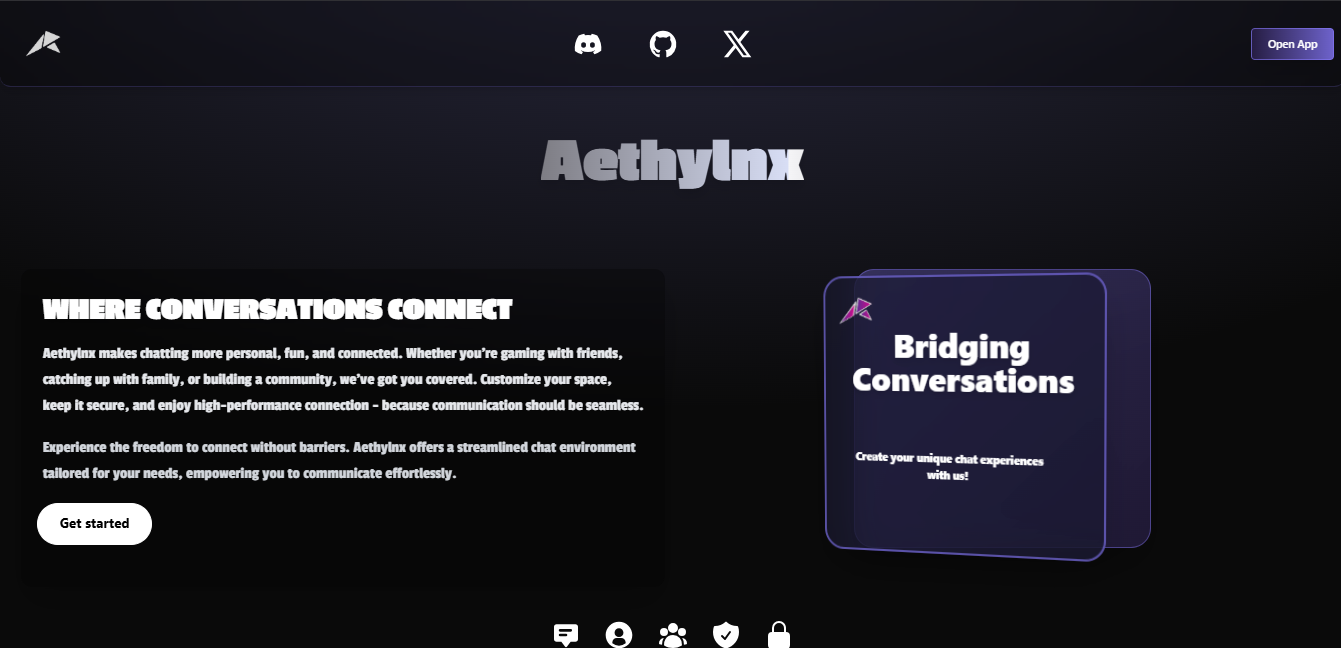 Open App
Aethylnx
WHERE CONVERSATIONS CONNECT
Aethylnx makes chatting more personal, fun, and connected. Whether you're gaming with friends,
catching up with family, or building a community, we've got you covered. Customize your space,
keep it secure, and enjoy high-performance connection - because communication should be seamless.
Experience the freedom to connect without barriers. Aethylnx offers a streamlined chat environment
tailored for your needs, empowering you to communicate effortlessly.
Get started
Bridging
Conversations
Create your unique chat experiences
with us!